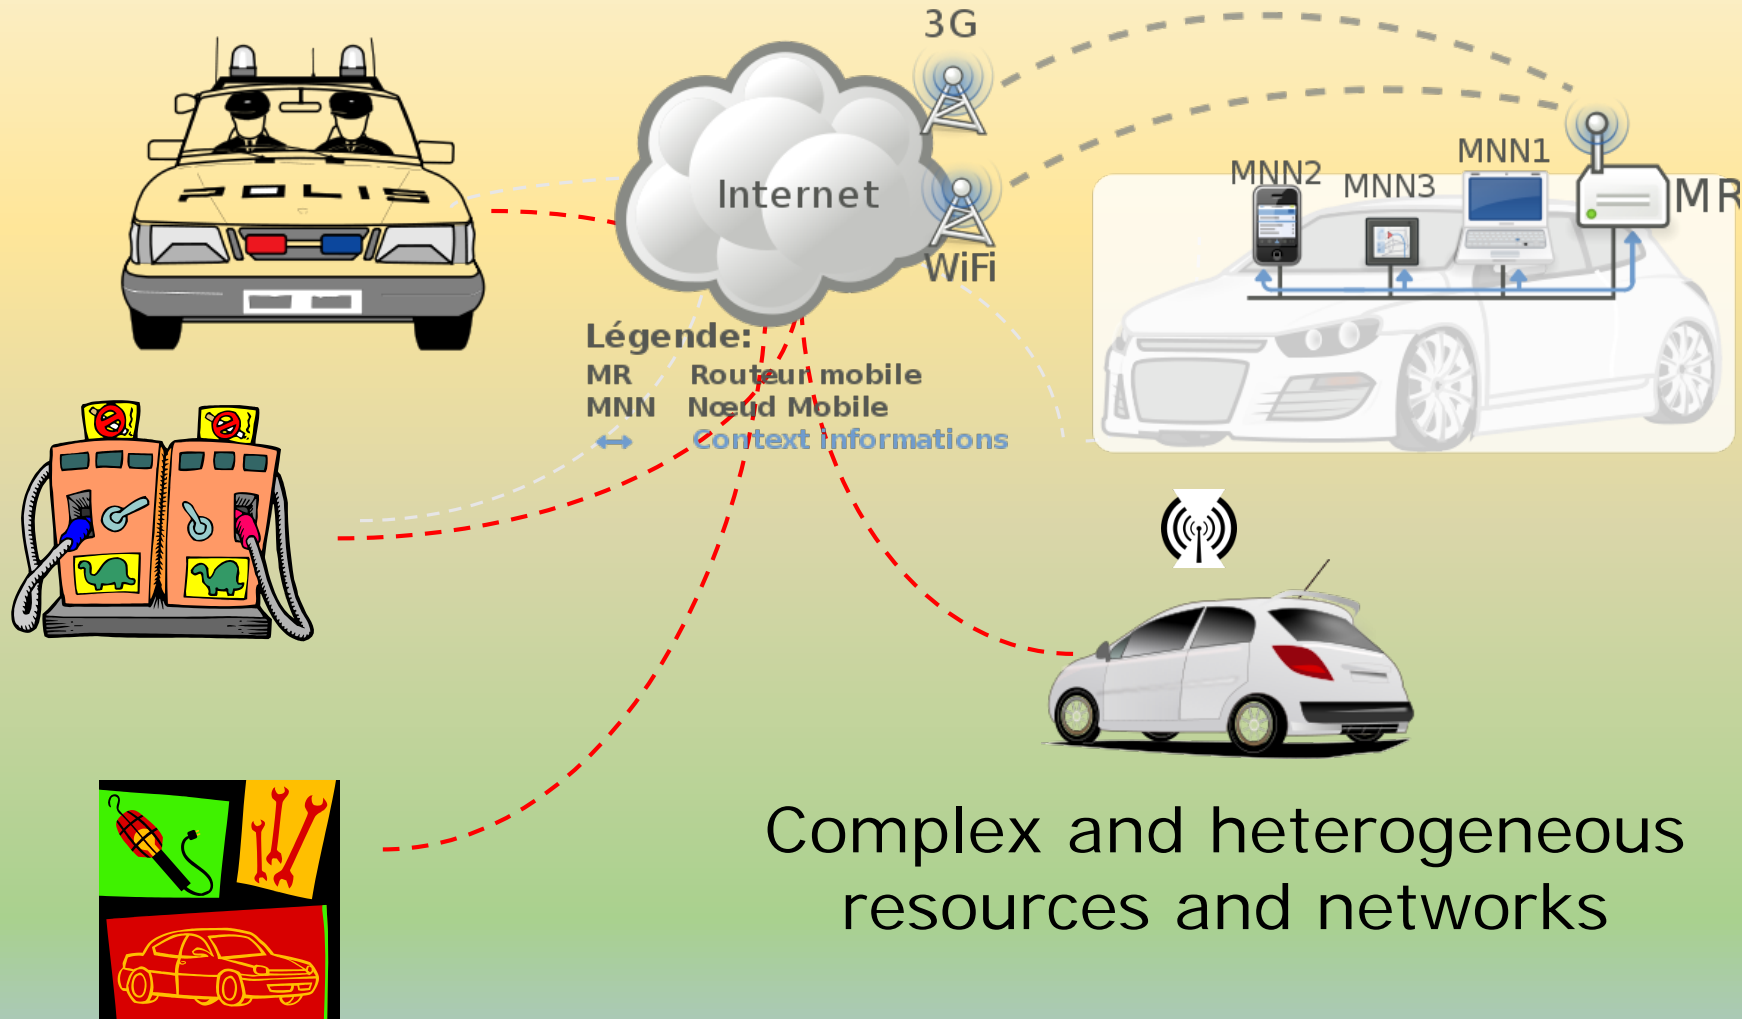 3G
POLIS
Internet
WiFi
MNN2
MNN3
MNN1
MR
Légende:
MR Routeur mobile
MNN Nœud Mobile
Context informations
Complex and heterogeneous
resources and networks